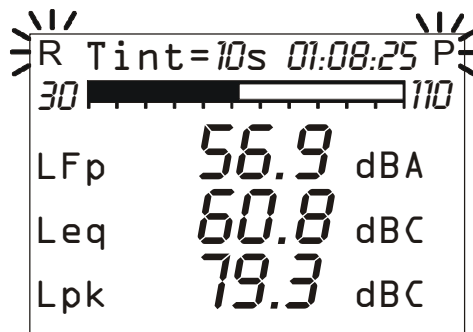 R Tint=10s 01:08:25 P
30 110
LFp 56.9 dBA
Leq 60.8 dBC
Lpk 79.3 dBC